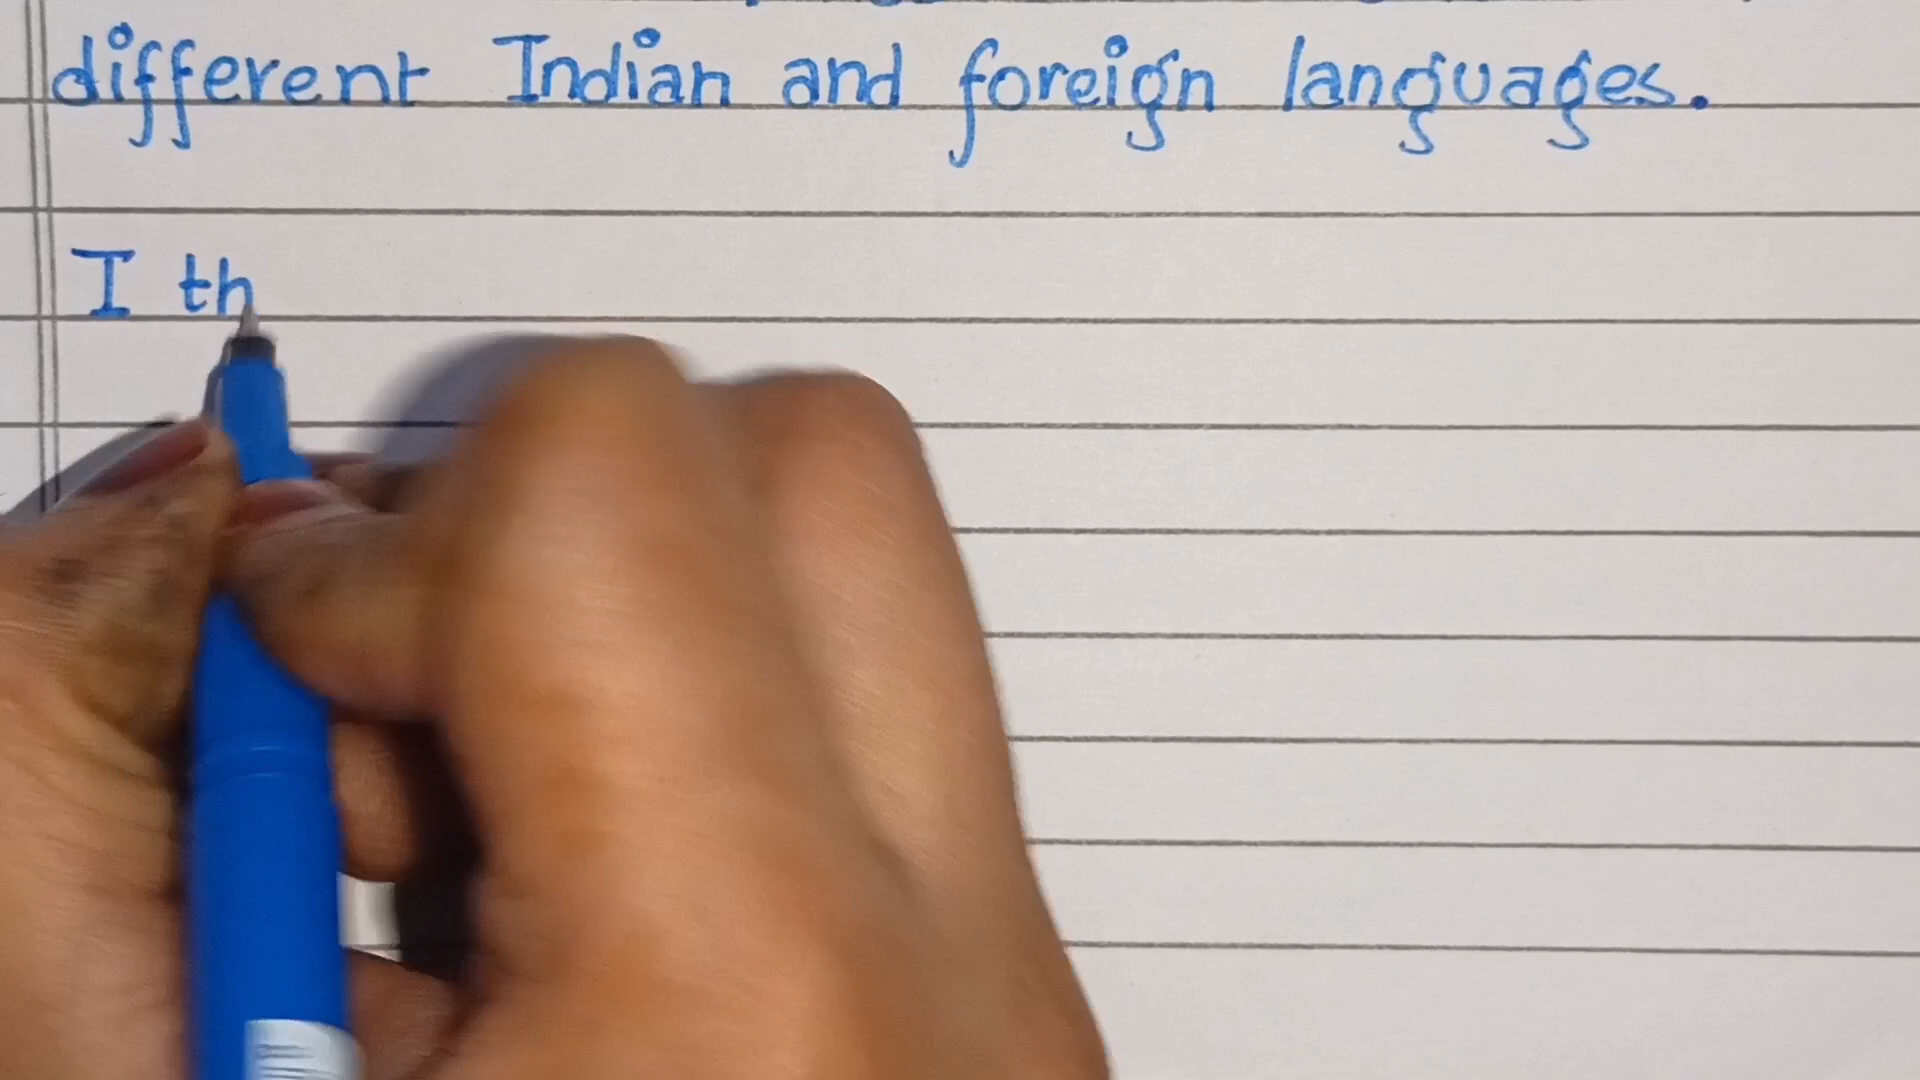 different Indian and foreign languages.
I th